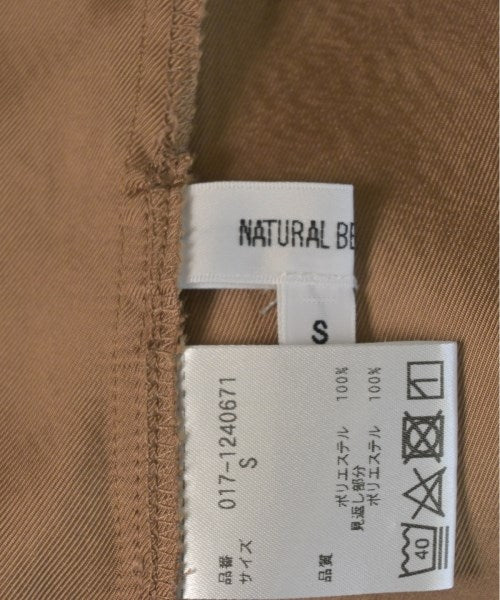 NATURAL BE
S
品番 017-1240671
サイズ S
品質 ポリエステル 100%
見返し部分
ポリエステル 100%
40